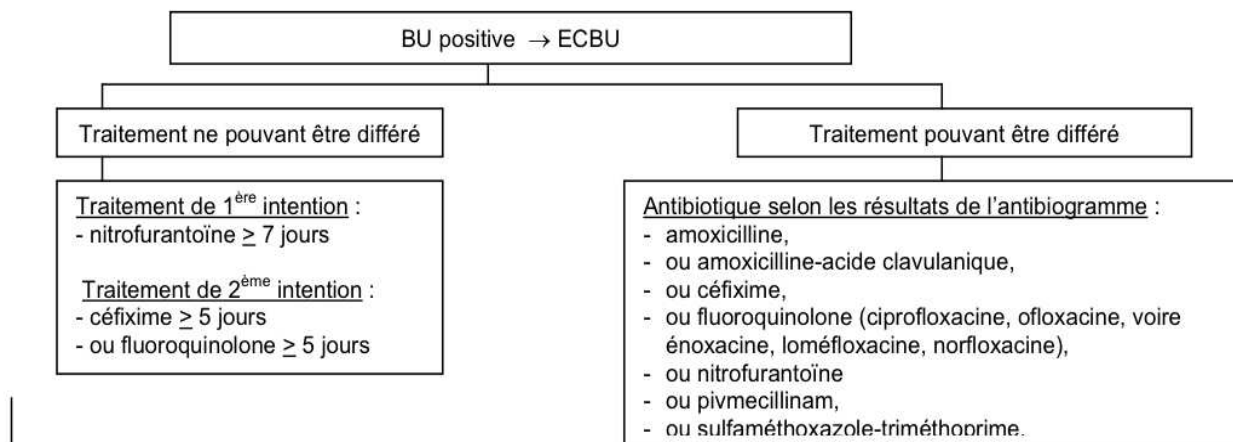 BU positive → ECBU
Traitement ne pouvant être différé
Traitement de 1ère intention :
- nitrofurantoïne ≥ 7 jours
Traitement de 2ème intention :
- céfixime ≥ 5 jours
- ou fluoroquinolone ≥ 5 jours
Traitement pouvant être différé
Antibiotique selon les résultats de l'antibiogramme :
- amoxicilline,
- ou amoxicilline-acide clavulanique,
- ou céfixime,
- ou fluoroquinolone (ciprofloxacine, ofloxacine, voire
énoxacine, loméfloxacine, norfloxacine),
- ou nitrofurantoïne
- ou pivmecillinam,
- ou sulfaméthoxazole-triméthoprime.